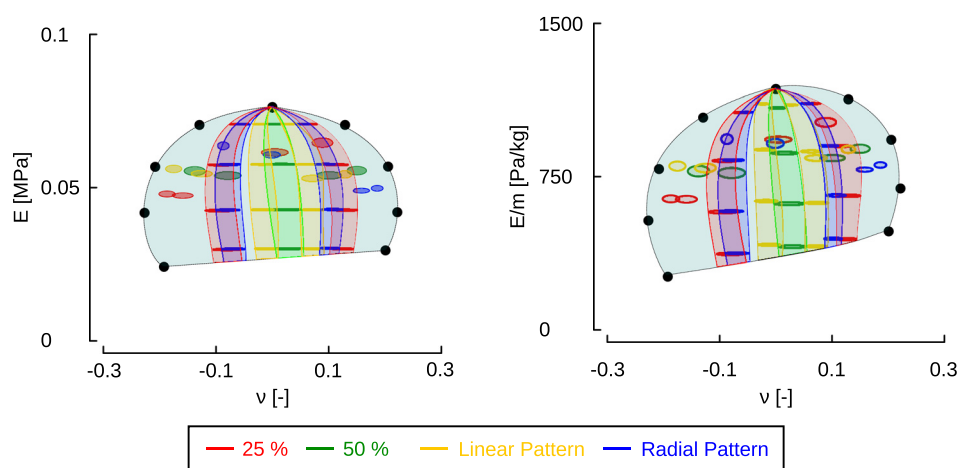 0.1
0.05
0
E [MPa]
-0.3
-0.1
0.1
0.3
ν [-]
1500
750
0
E/m [Pa/kg]
-0.3
-0.1
0.1
0.3
ν [-]
25 % 50 % Linear Pattern Radial Pattern